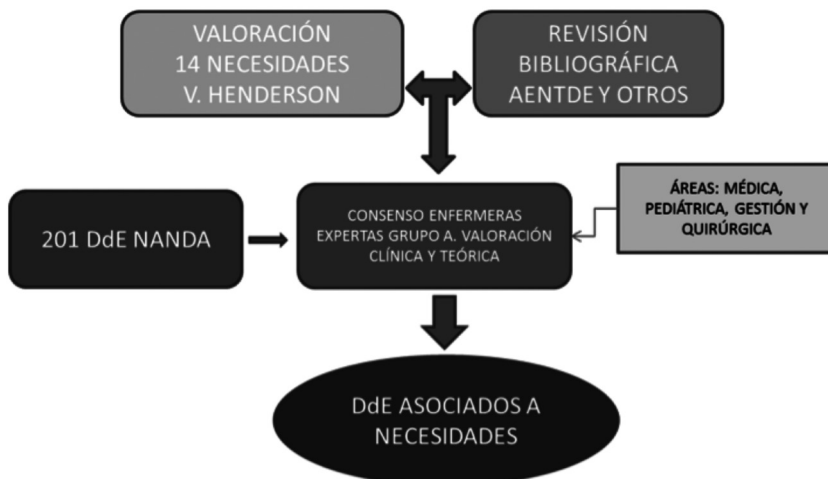 VALORACIÓN
14 NECESIDADES
V. HENDERSON
REVISIÓN
BIBLIOGRÁFICA
AENTDE Y OTROS
201 DdE NANDA
CONSENSO ENFERMERAS
EXPERTAS GRUPO A. VALORACIÓN
CLÍNICA Y TEÓRICA
ÁREAS: MÉDICA,
PEDIÁTRICA, GESTIÓN Y
QUIRÚRGICA
DdE ASOCIADOS A
NECESIDADES